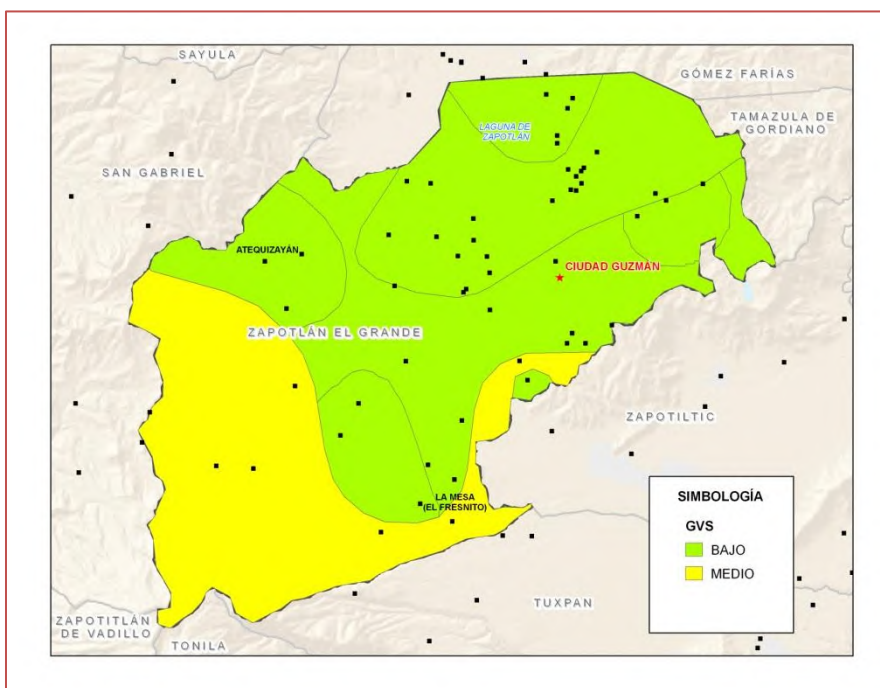 SAYULA
GÓMEZ FARÍAS
LAGUNA DE
ZAPOTLÁN
TAMAZULA DE
GORDIANO
SAN GABRIEL
ATEQUIZAYÁN
CIUDAD GUZMÁN
ZAPOTLÁN EL GRANDE
ZAPOTILTIC
LA MESA
(EL FRESNITO)
SIMBOLOGÍA
GVS
BAJO
MEDIO
TUXPAN
ZAPOTITLÁN
DE VADILLO
TONILA